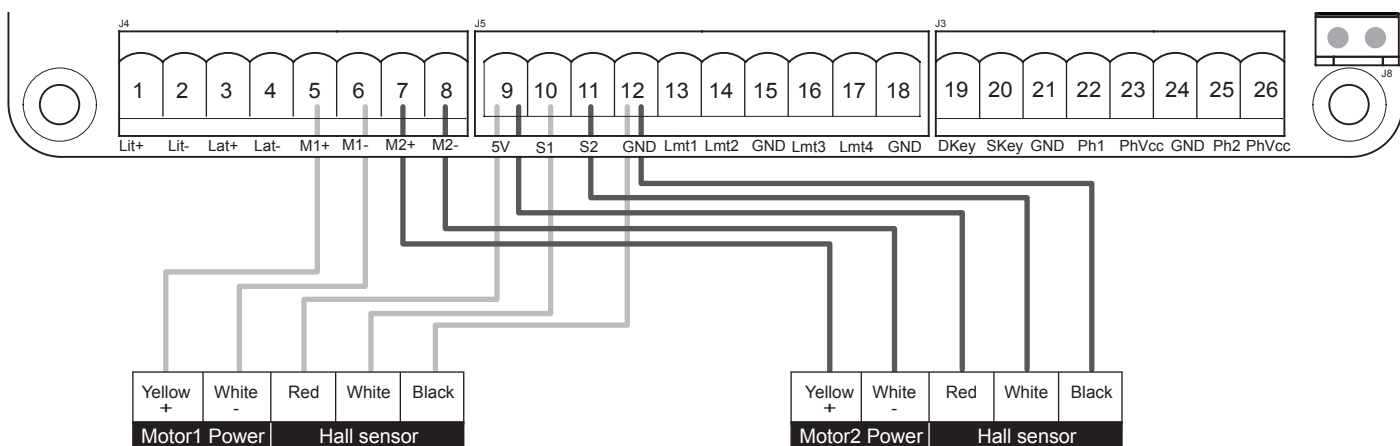 J4 J5 J3
1 2 3 4 5 6 7 8 9 10 11 12 13 14 15 16 17 18 19 20 21 22 23 24 25 26
J8
Lit+ Lit- Lat+ Lat- M1+ M1- M2+ M2- 5V S1 S2 GND Lmt1 Lmt2 GND Lmt3 Lmt4 GND DKey SKey GND Ph1 PhVcc GND Ph2 PhVcc
Yellow White Red White Black Yellow White Red White Black
+ - + -
Motor1 Power Hall sensor Motor2 Power Hall sensor